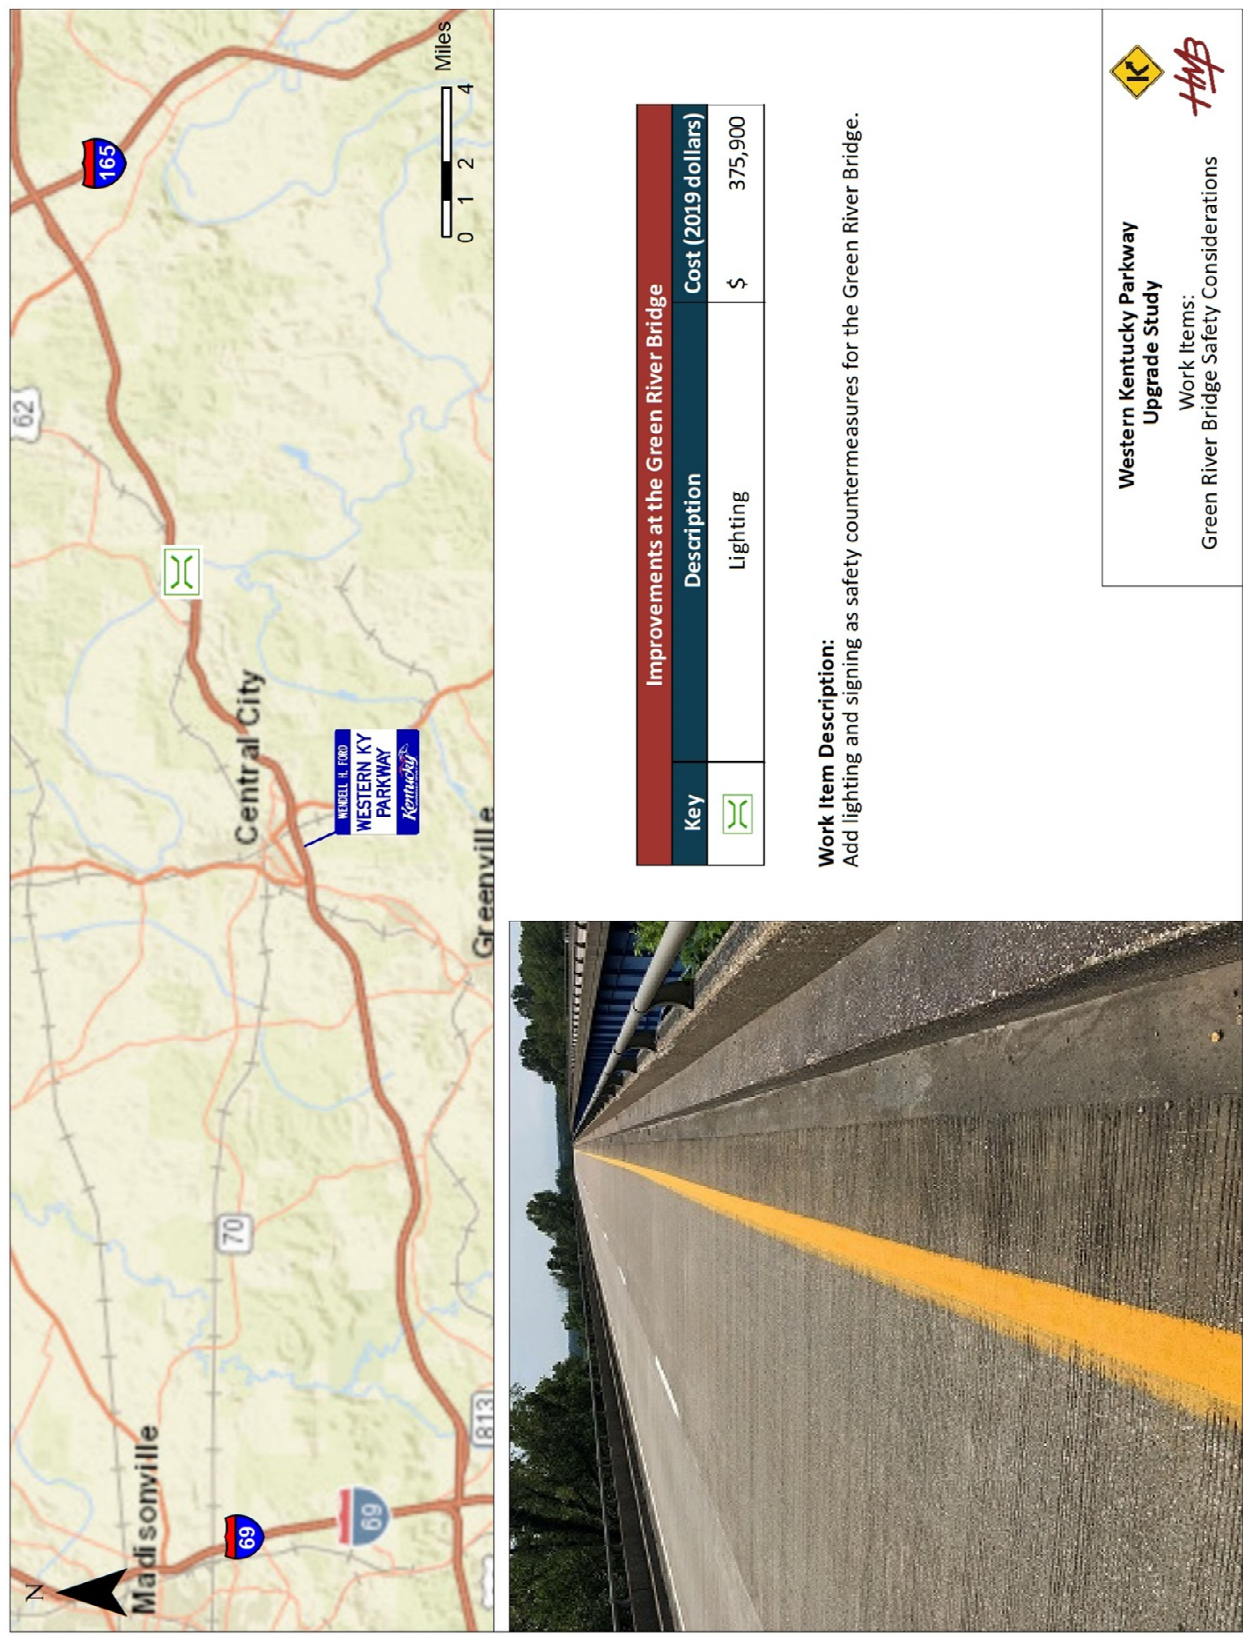 N
Madisonville
69
69
813
70
Central City
Greenville
WENDELL H. FORD
WESTERN KY
PARKWAY
Kentucky
62
165
0 1 2 4 Miles
Improvements at the Green River Bridge
Key Description Cost (2019 dollars)
Lighting $ 375,900
Work Item Description:
Add lighting and signing as safety countermeasures for the Green River Bridge.
Western Kentucky Parkway
Upgrade Study
Work Items:
Green River Bridge Safety Considerations
K